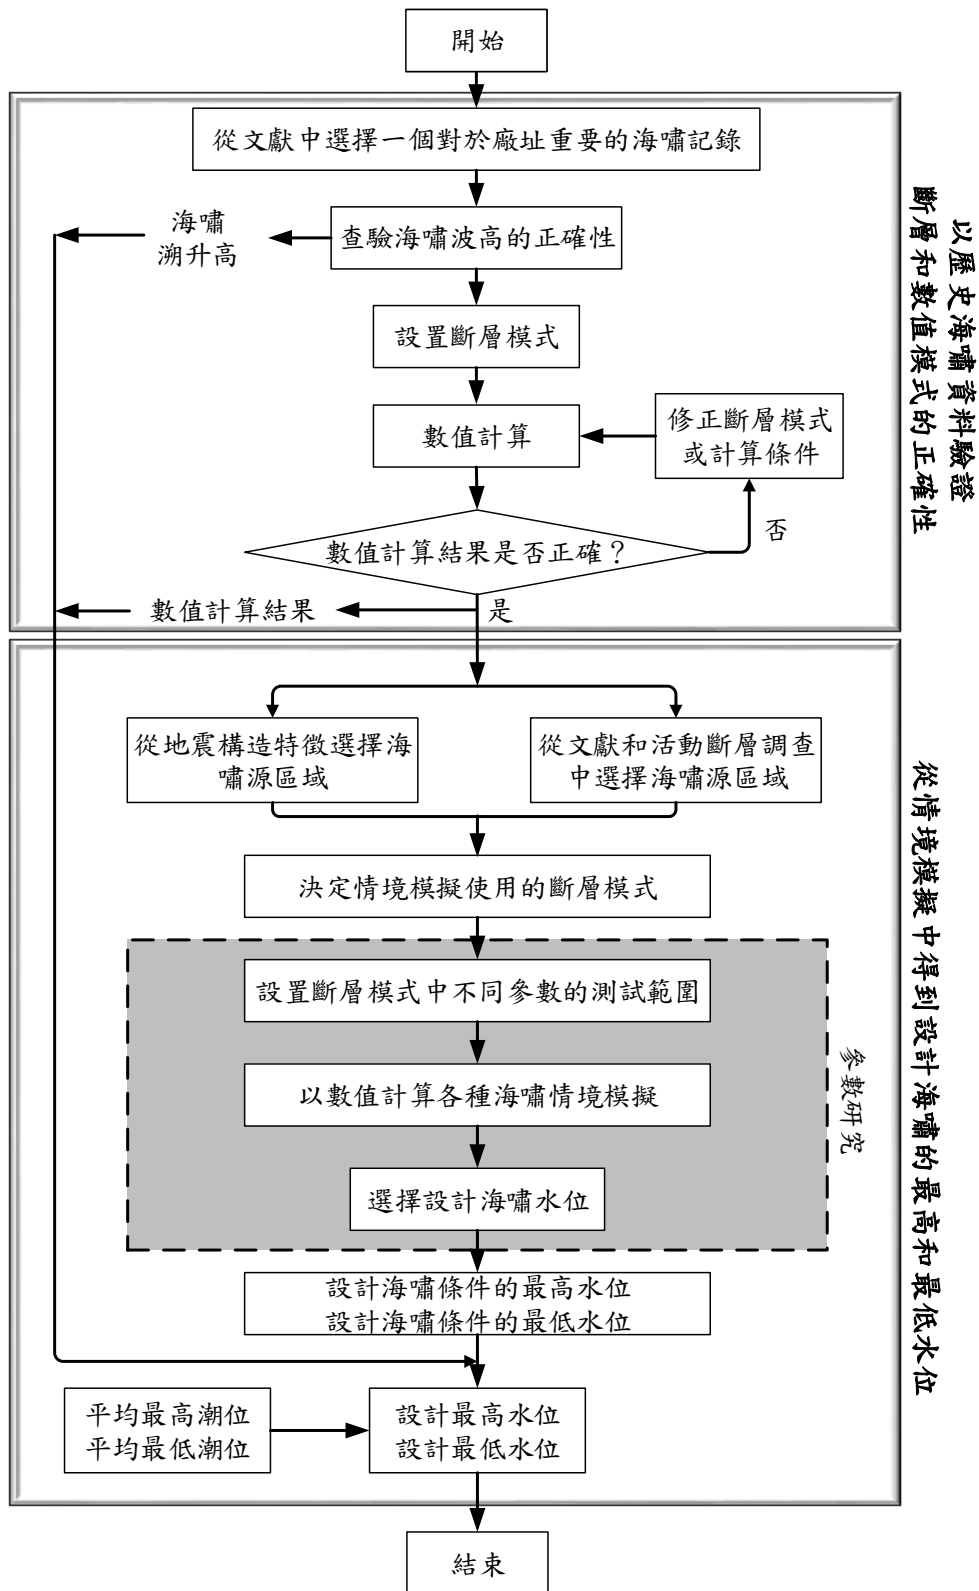 開始
從文獻中選擇一個對於廠址重要的海嘯記錄
查驗海嘯波高的正確性
海嘯
溯升高
設置斷層模式
數值計算
修正斷層模式
或計算條件
數值計算結果是否正確？
否
是
數值計算結果
以歷史海嘯資料驗證
斷層和數值模式的正確性
從地震構造特徵選擇海
嘯源區域
從文獻和活動斷層調查
中選擇海嘯源區域
決定情境模擬使用的斷層模式
設置斷層模式中不同參數的測試範圍
以數值計算各種海嘯情境模擬
選擇設計海嘯水位
參數研究
設計海嘯條件的最高水位
設計海嘯條件的最低水位
平均最高潮位
平均最低潮位
設計最高水位
設計最低水位
從情境模擬中得到設計海嘯的最高和最低水位
結束